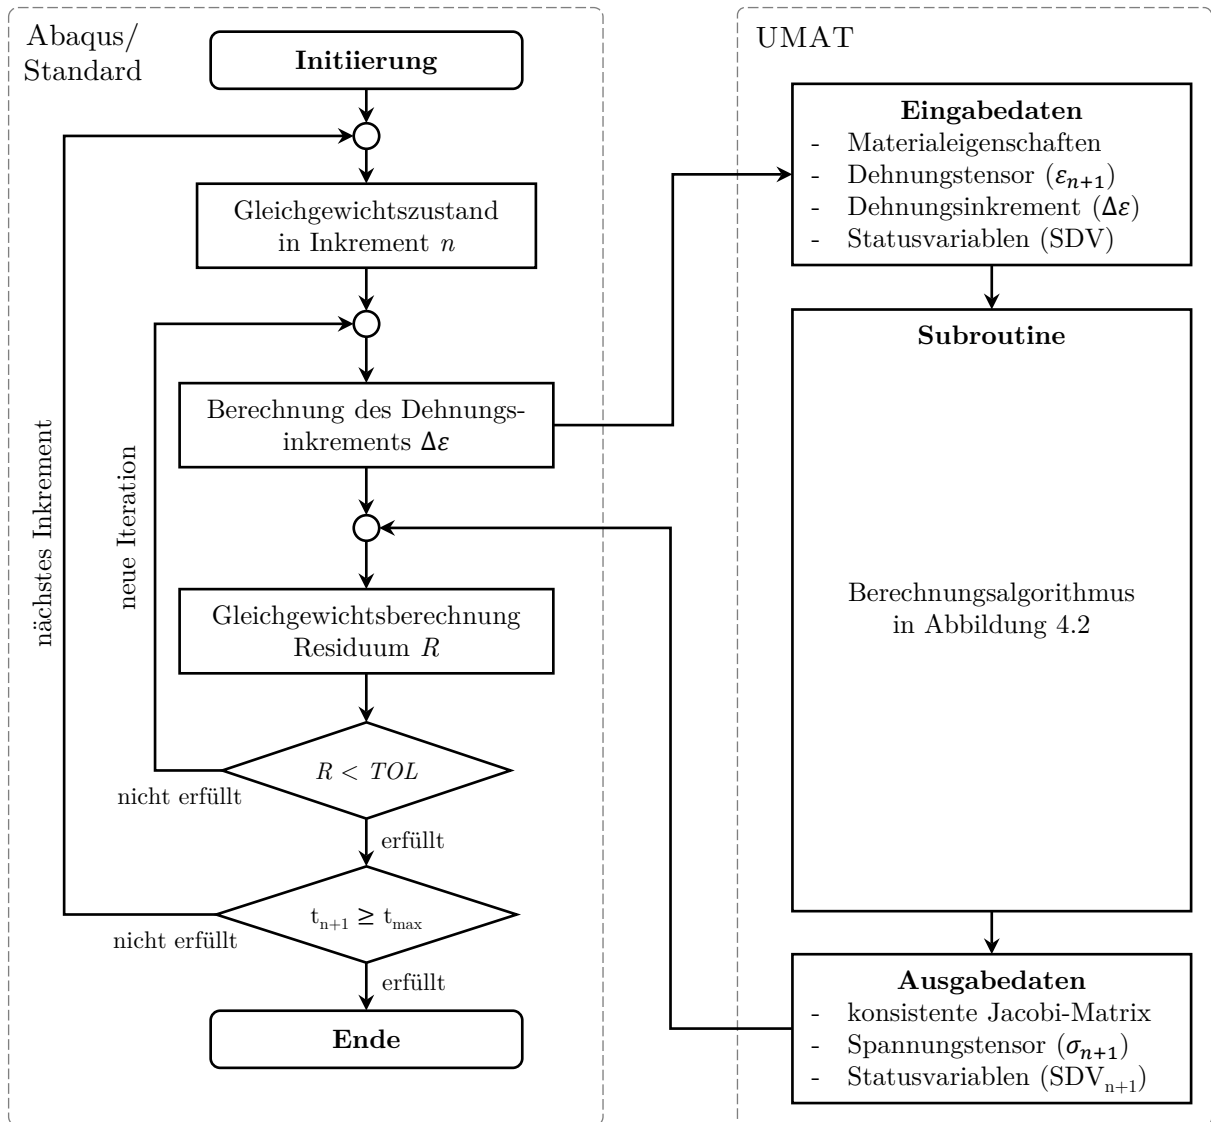 Abaqus/
Standard
Initiierung
Gleichgewichtszustand
in Inkrement n
Berechnung des Dehnungs-
inkrements Δε
Gleichgewichtsberechnung
Residuum R
R < TOL
nicht erfüllt
erfüllt
t_{n+1} ≥ t_{max}
nicht erfüllt
erfüllt
Ende
nächstes Inkrement
neue Iteration
UMAT
Eingabedaten
- Materialeigenschaften
- Dehnungstensor (ε_{n+1})
- Dehnungsinkrement (Δε)
- Statusvariablen (SDV)
Subroutine
Berechnungsalgorithmus
in Abbildung 4.2
Ausgabedaten
- konsistente Jacobi-Matrix
- Spannungstensor (σ_{n+1})
- Statusvariablen (SDV_{n+1})